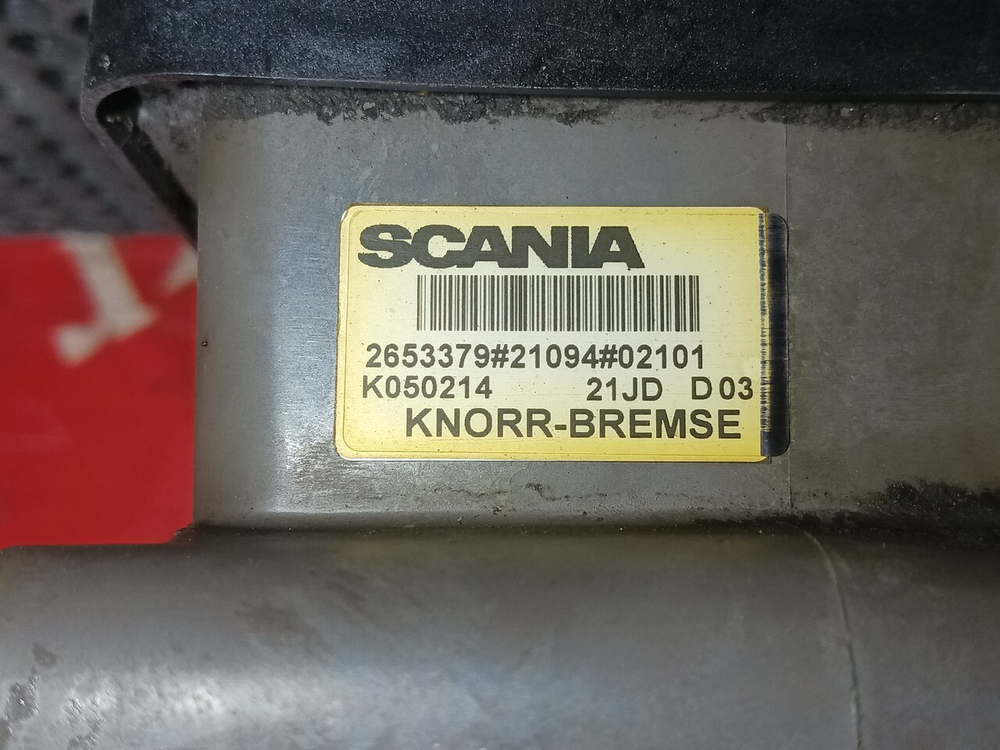 SCANIA
2653379#21094#02101
K050214 21JD D03
KNORR-BREMSE